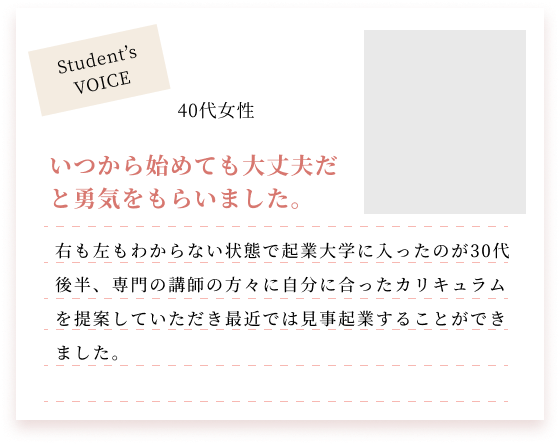 Student's
VOICE
40代女性
いつから始めても大丈夫だ
と勇気をもらいました。
右も左もわからない状態で起業大学に入ったのが30代
後半、専門の講師の方々に自分に合ったカリキュラム
を提案していただき最近では見事起業することができ
ました。